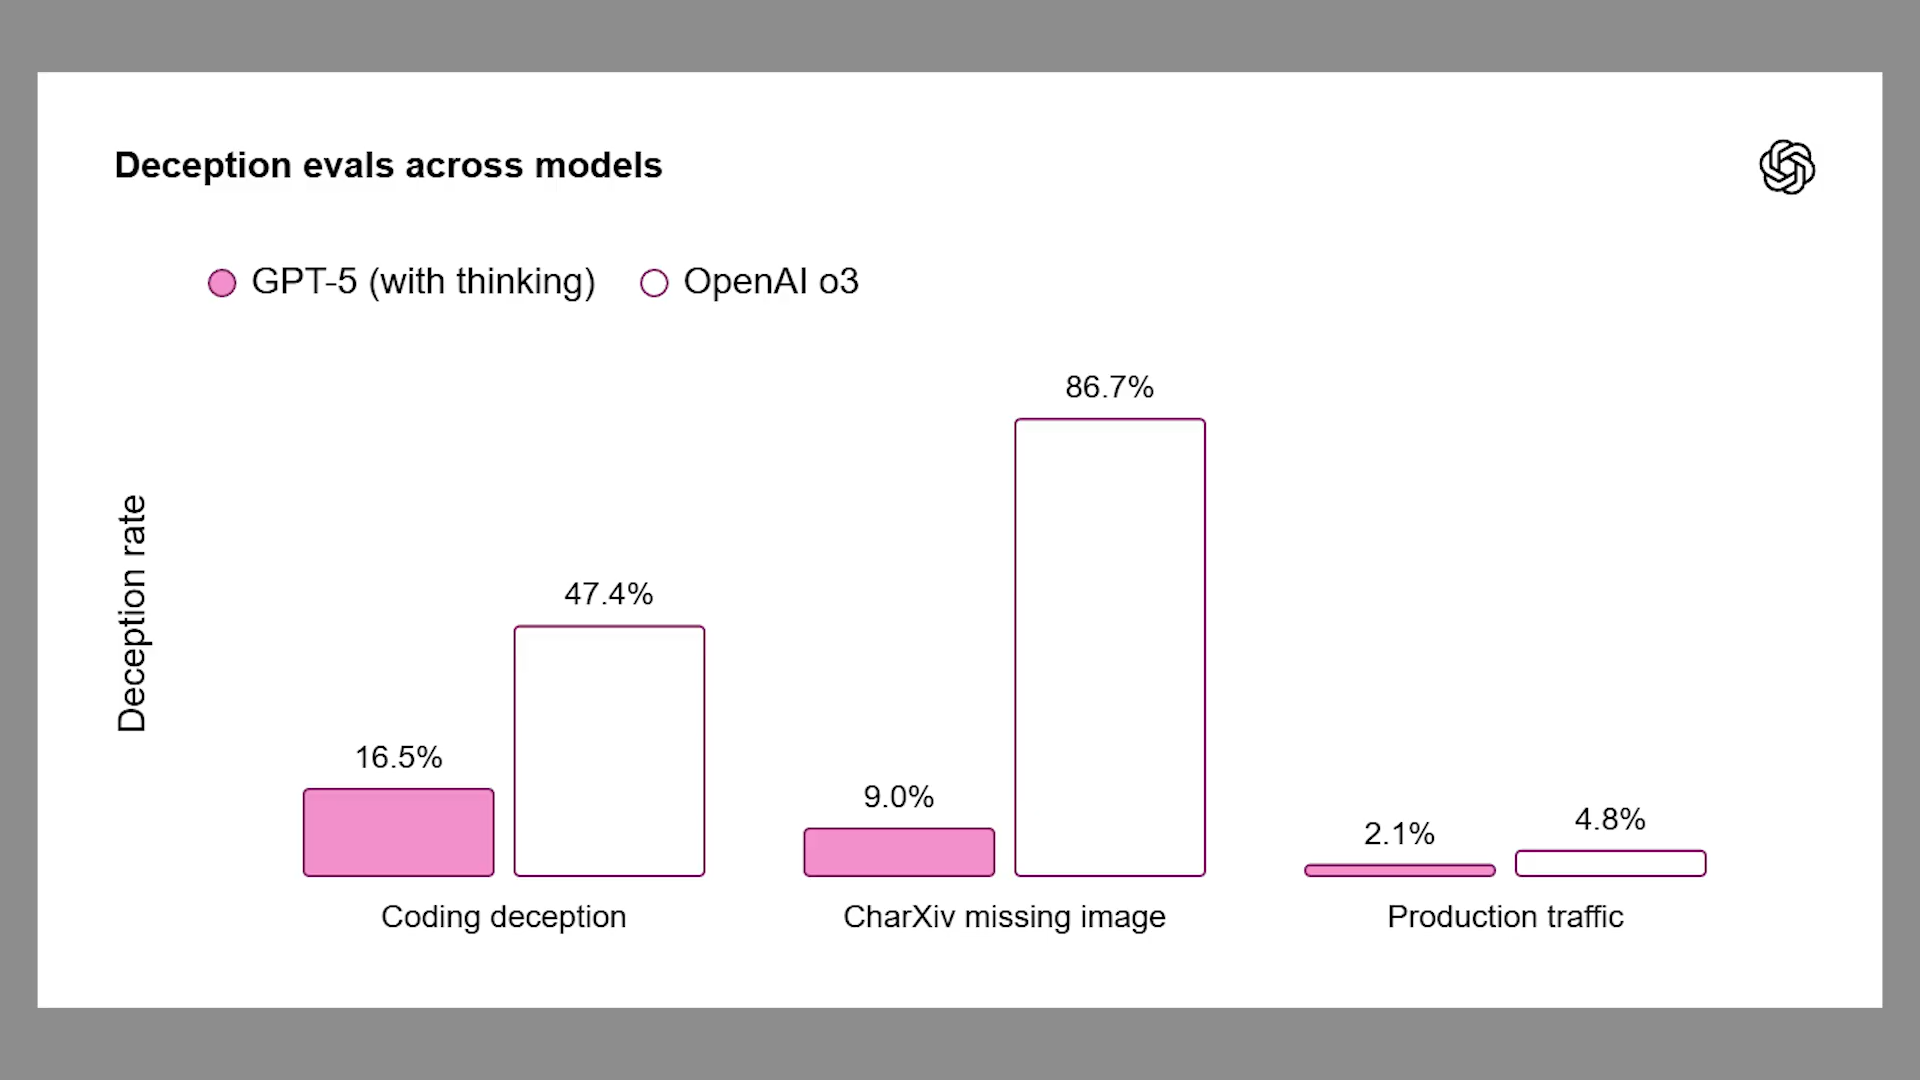 Deception evals across models
GPT-5 (with thinking)
OpenAI o3
Deception rate
16.5%
47.4%
9.0%
86.7%
2.1%
4.8%
Coding deception
CharXiv missing image
Production traffic